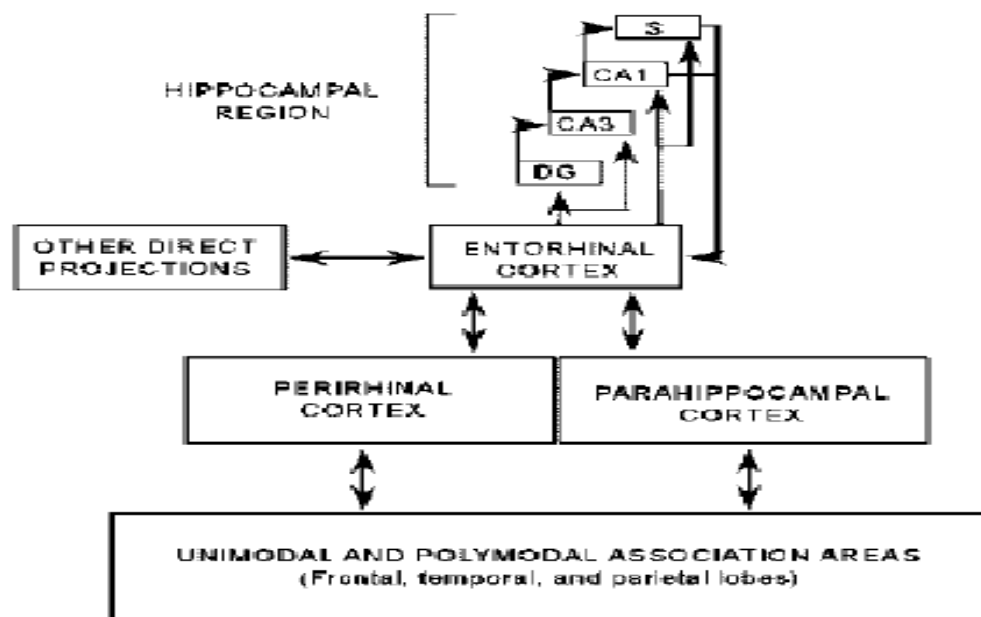 S
CA1
HIPPOCAMPAL
REGION
CA3
DG
OTHER DIRECT
PROJECTIONS
ENTORHINAL
CORTEX
PERIRHINAL
CORTEX
PARAHIPPOCAMPAL
CORTEX
UNIMODAL AND POLYMODAL ASSOCIATION AREAS
(Frontal, temporal, and parietal lobes)